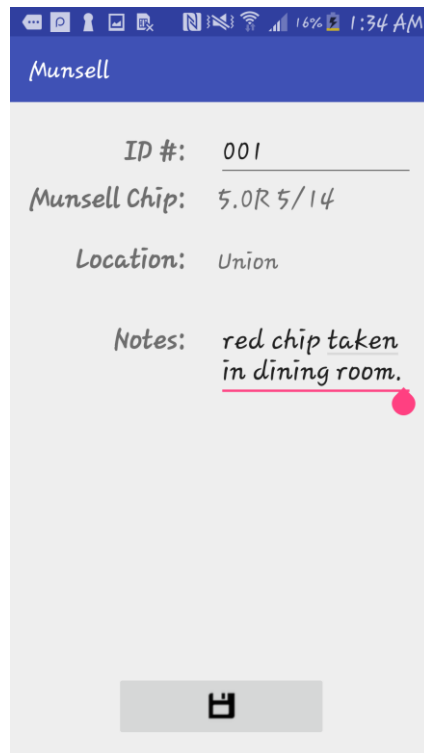 16% 1:34 AM
Munsell
ID #: 001
Munsell Chip: 5.0R 5/14
Location: Union
Notes: red chip taken
in dining room.